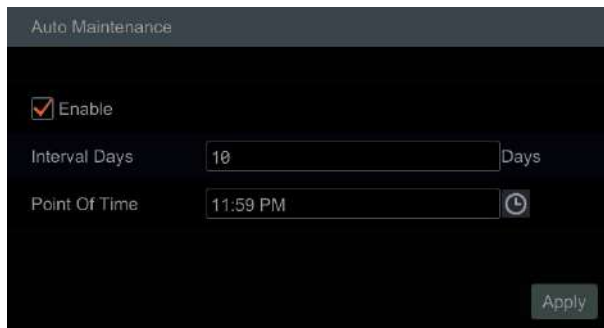 Auto Maintenance
Enable
Interval Days 10 Days
Point Of Time 11:59 PM
Apply